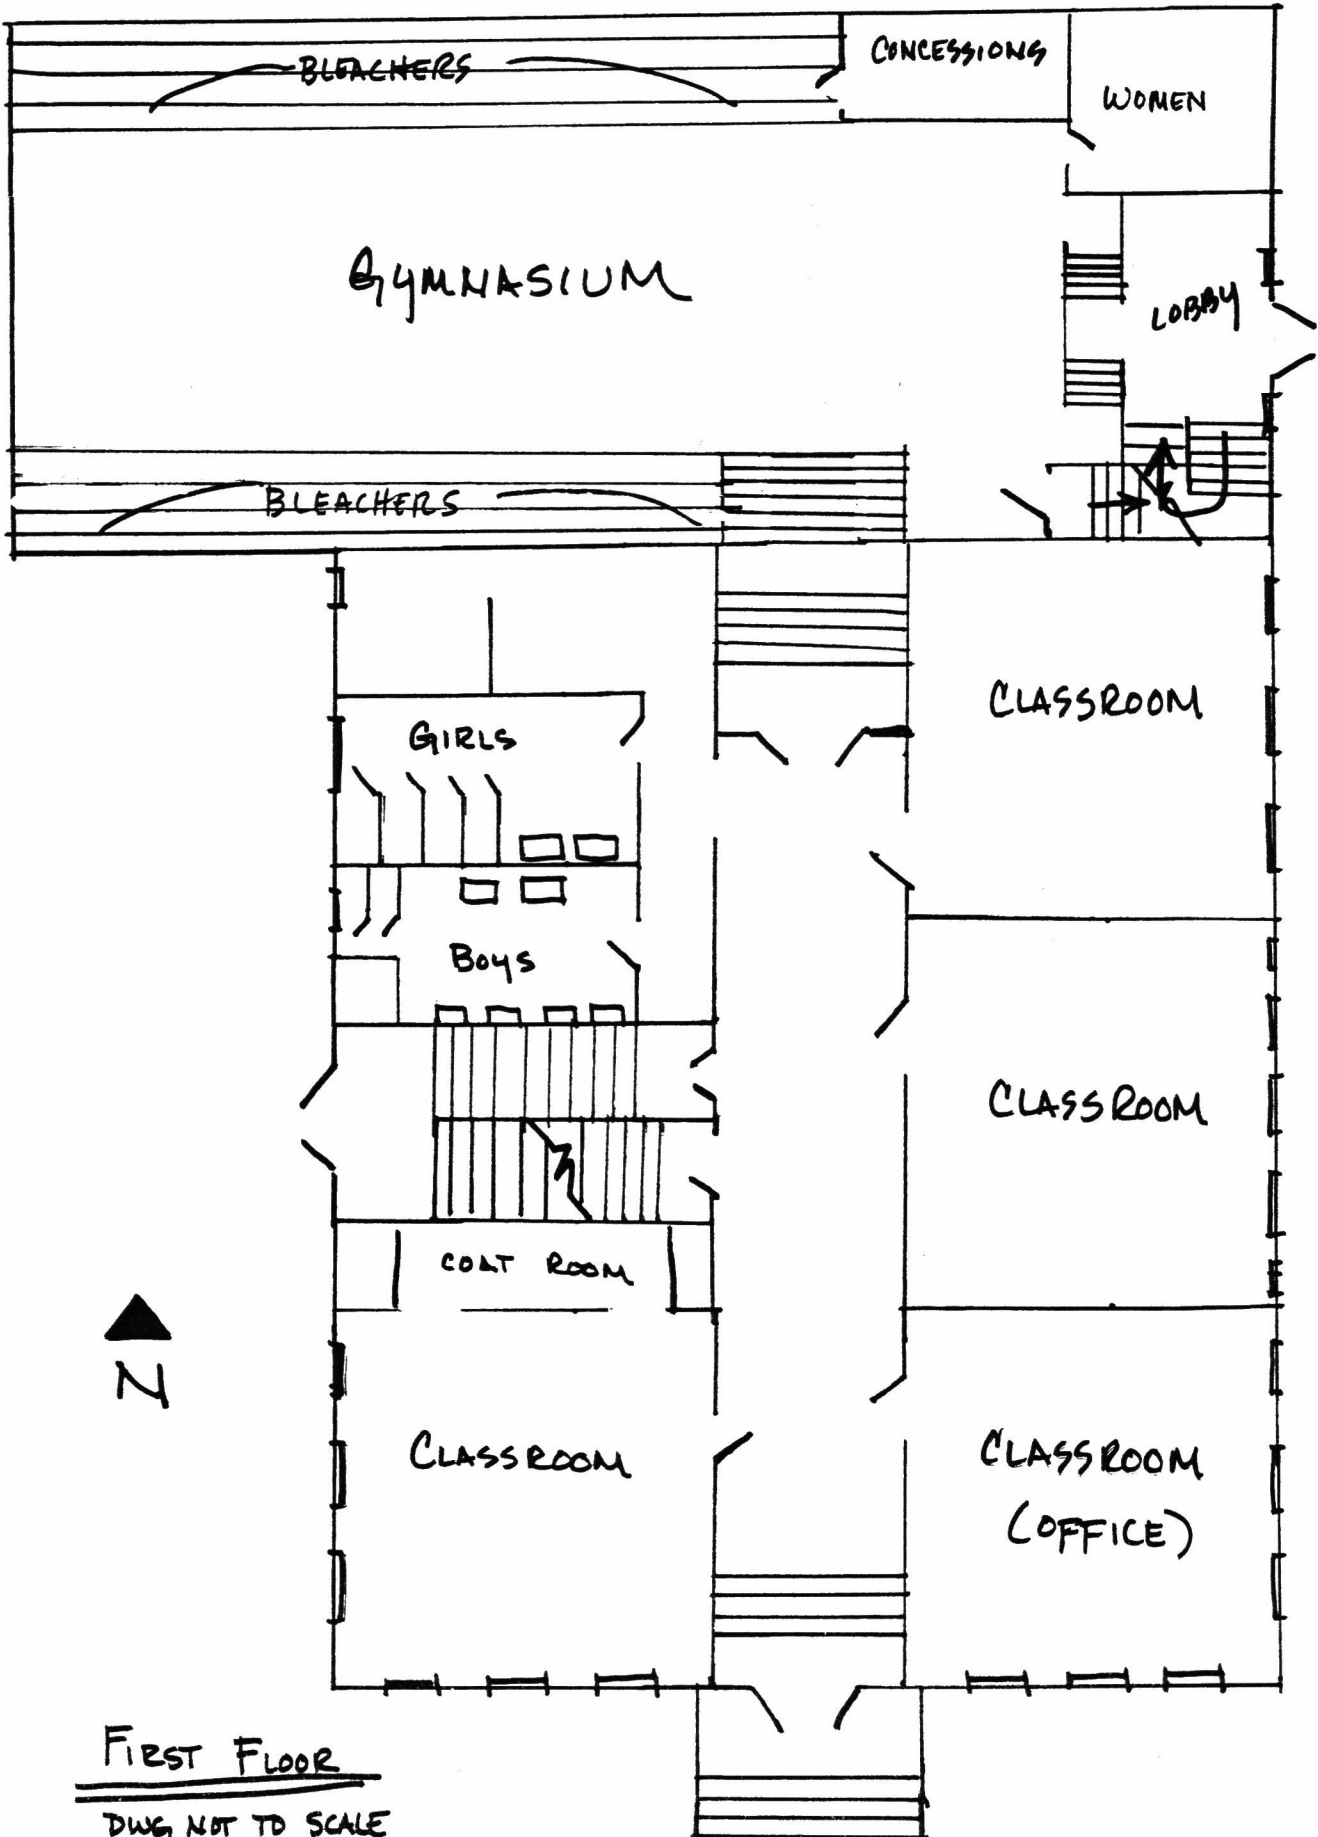 BLEACHERS
CONCESSIONS
WOMEN
GYMNASIUM
LOBBY
BLEACHERS
CLASSROOM
GIRLS
BOYS
CLASSROOM
COAT ROOM
N
CLASSROOM
CLASSROOM
(OFFICE)
FIRST FLOOR
DWG NOT TO SCALE